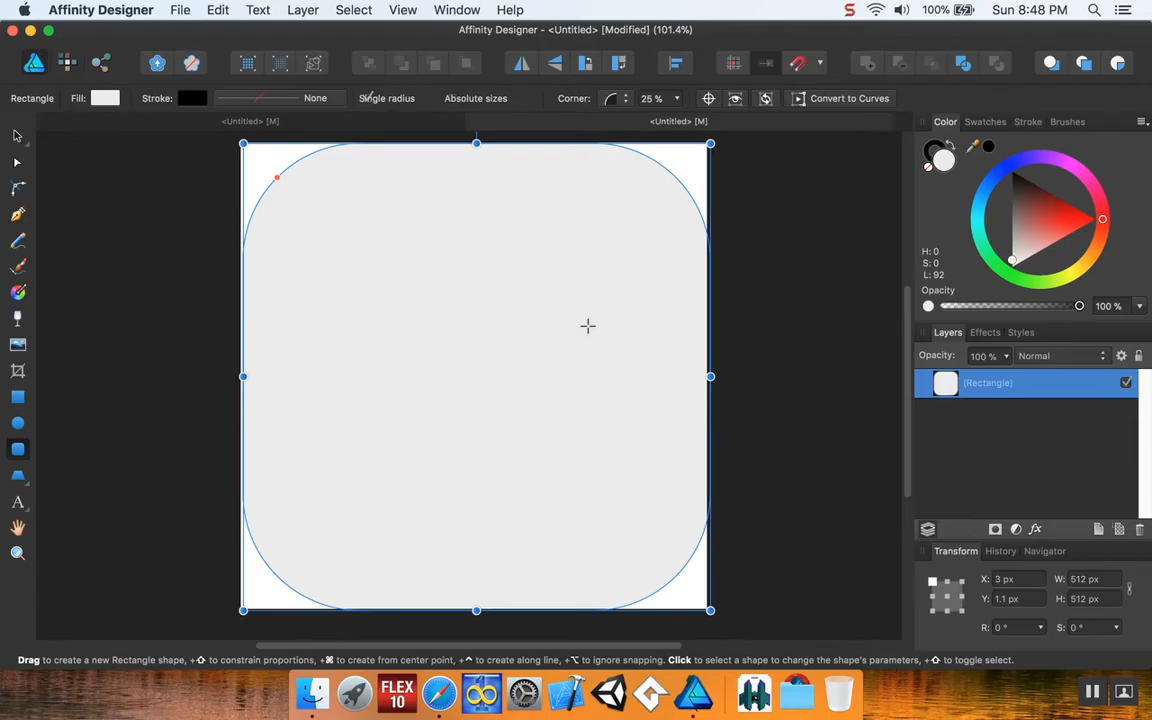 Affinity Designer File Edit Text Layer Select View Window Help 100% Sun 8:48 PM
Affinity Designer - <Untitled> [Modified] (101.4%)
Rectangle Fill: Stroke: None Single radius Absolute sizes Corner: 25 % Convert to Curves
<Untitled> [M] <Untitled> [M]
Color Swatches Stroke Brushes
H: 0
S: 0
L: 92
Opacity
100 %
Layers Effects Styles
Opacity: 100 % Normal
(Rectangle)
fx
Transform History Navigator
X: 3 px W: 512 px
Y: 1.1 px H: 512 px
R: 0 ° S: 0 °
A
Drag to create a new Rectangle shape, +⇧ to constrain proportions, +⌘ to create from center point, +⌃ to create along line, +⌥ to ignore snapping. Click to select a shape to change the shape's parameters, +⇧ to toggle select.
FLEX
10